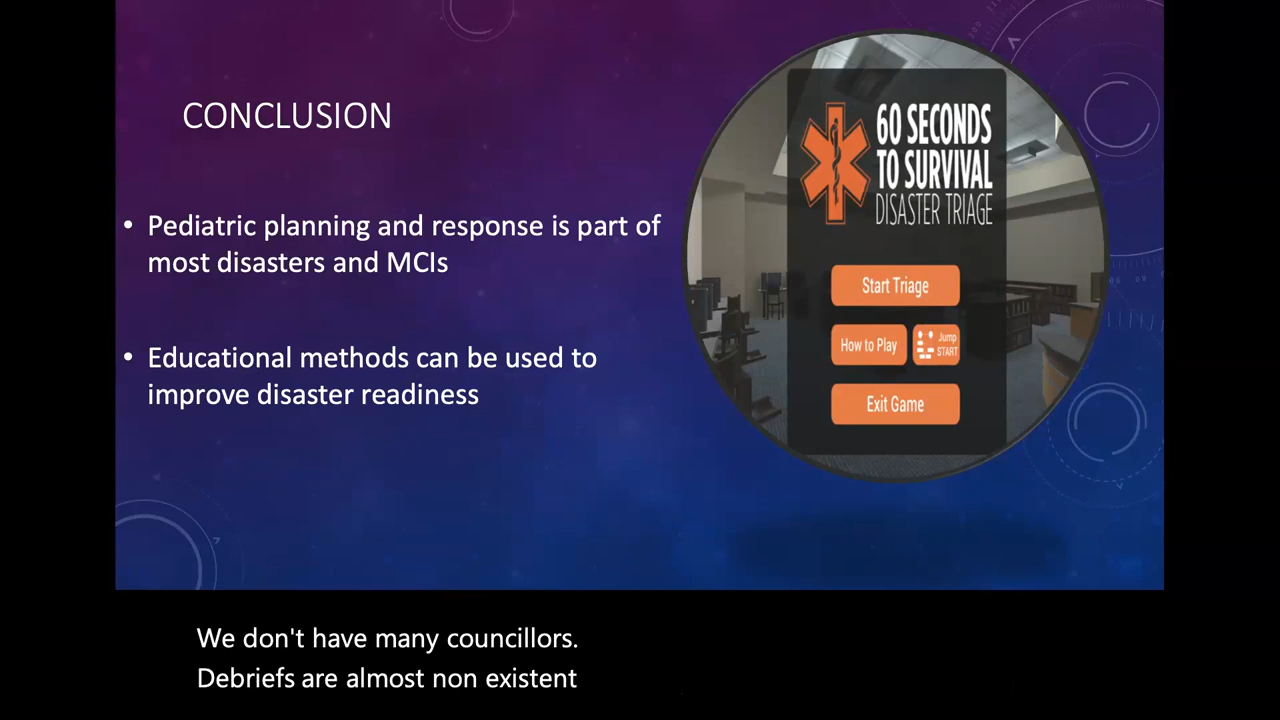 CONCLUSION
• Pediatric planning and response is part of
most disasters and MCIs
• Educational methods can be used to
improve disaster readiness
60 SECONDS
TO SURVIVAL
DISASTER TRIAGE
Start Triage
How to Play
Jump
START
Exit Game
We don't have many councillors.
Debriefs are almost non existent